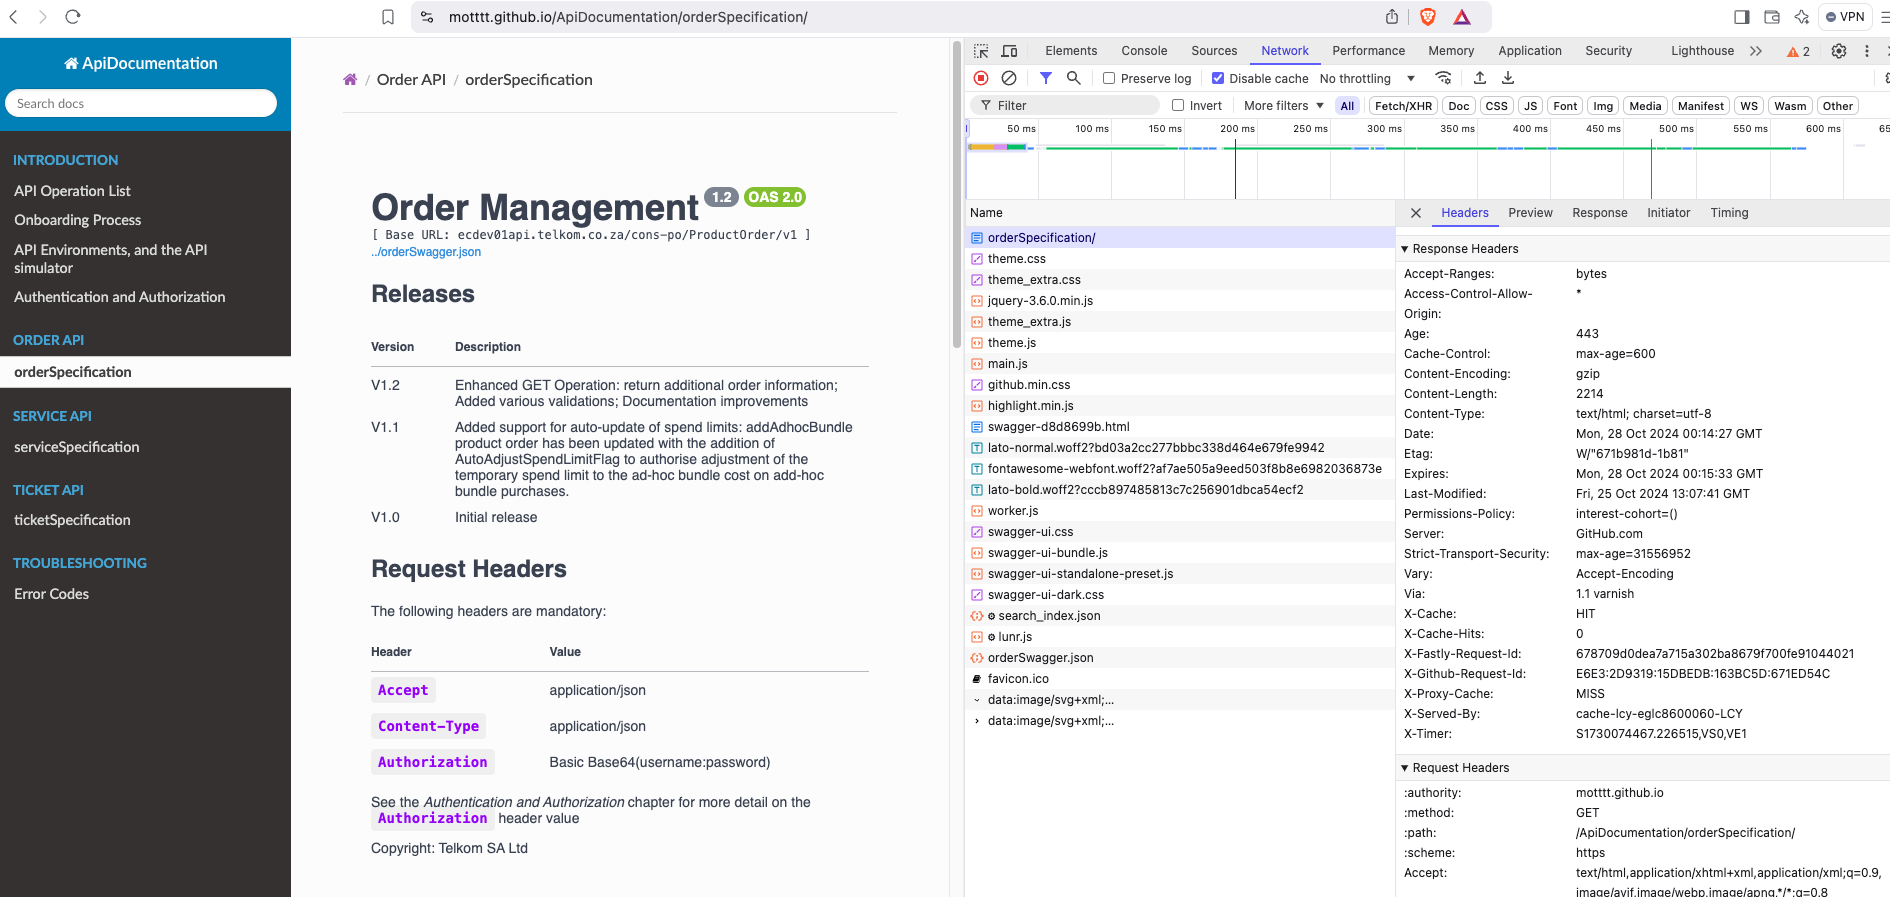 motttt.github.io/ApiDocumentation/orderSpecification/
VPN
ApiDocumentation
Search docs
INTRODUCTION
API Operation List
Onboarding Process
API Environments, and the API
simulator
Authentication and Authorization
ORDER API
orderSpecification
SERVICE API
serviceSpecification
TICKET API
ticketSpecification
TROUBLESHOOTING
Error Codes
/ Order API / orderSpecification
Order Management 1.2 OAS 2.0
[ Base URL: ecdev01api.telkom.co.za/cons-po/ProductOrder/v1 ]
../orderSwagger.json
Releases
Version Description
V1.2 Enhanced GET Operation: return additional order information;
Added various validations; Documentation improvements
V1.1 Added support for auto-update of spend limits: addAdhocBundle
product order has been updated with the addition of
AutoAdjustSpendLimitFlag to authorise adjustment of the
temporary spend limit to the ad-hoc bundle cost on add-hoc
bundle purchases.
V1.0 Initial release
Request Headers
The following headers are mandatory:
Header Value
Accept application/json
Content-Type application/json
Authorization Basic Base64(username:password)
See the Authentication and Authorization chapter for more detail on the
Authorization header value
Copyright: Telkom SA Ltd
Elements Console Sources Network Performance Memory Application Security Lighthouse 2
Preserve log Disable cache No throttling
Filter Invert More filters All Fetch/XHR Doc CSS JS Font Img Media Manifest WS Wasm Other
50 ms 100 ms 150 ms 200 ms 250 ms 300 ms 350 ms 400 ms 450 ms 500 ms 550 ms 600 ms 65
Name
orderSpecification/
theme.css
theme_extra.css
jquery-3.6.0.min.js
theme_extra.js
theme.js
main.js
github.min.css
highlight.min.js
swagger-d8d8699b.html
lato-normal.woff2?bd03a2cc277bbbc338d464e679fe9942
fontawesome-webfont.woff2?af7ae505a9eed503f8b8e6982036873e
lato-bold.woff2?cccb897485813c7c256901dbca54ecf2
worker.js
swagger-ui.css
swagger-ui-bundle.js
swagger-ui-standalone-preset.js
swagger-ui-dark.css
search_index.json
lunr.js
orderSwagger.json
favicon.ico
data:image/svg+xml;...
data:image/svg+xml;...
Headers Preview Response Initiator Timing
Response Headers
Accept-Ranges: bytes
Access-Control-Allow- *
Origin:
Age: 443
Cache-Control: max-age=600
Content-Encoding: gzip
Content-Length: 2214
Content-Type: text/html; charset=utf-8
Date: Mon, 28 Oct 2024 00:14:27 GMT
Etag: W/"671b981d-1b81"
Expires: Mon, 28 Oct 2024 00:15:33 GMT
Last-Modified: Fri, 25 Oct 2024 13:07:41 GMT
Permissions-Policy: interest-cohort=()
Server: GitHub.com
Strict-Transport-Security: max-age=31556952
Vary: Accept-Encoding
Via: 1.1 varnish
X-Cache: HIT
X-Cache-Hits: 0
X-Fastly-Request-Id: 678709d0dea7a715a302ba8679f700fe91044021
X-Github-Request-Id: E6E3:2D9319:15DBEDB:163BC5D:671ED54C
X-Proxy-Cache: MISS
X-Served-By: cache-lcy-eglc8600060-LCY
X-Timer: S1730074467.226515,VS0,VE1
Request Headers
:authority: motttt.github.io
:method: GET
:path: /ApiDocumentation/orderSpecification/
:scheme: https
Accept: text/html,application/xhtml+xml,application/xml;q=0.9,
image/avif,image/webp,image/apng,*/*;q=0.8